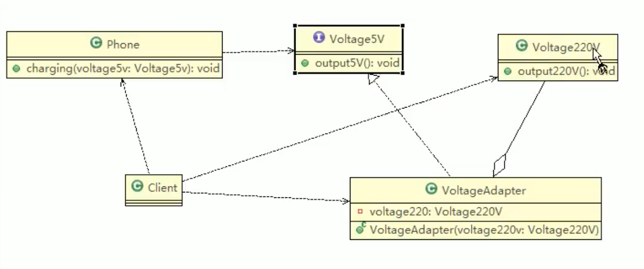 Phone
charging(voltage5v: Voltage5v): void
Voltage5V
output5V(): void
Voltage220V
output220V(): void
Client
VoltageAdapter
voltage220: Voltage220V
VoltageAdapter(voltage220v: Voltage220V)